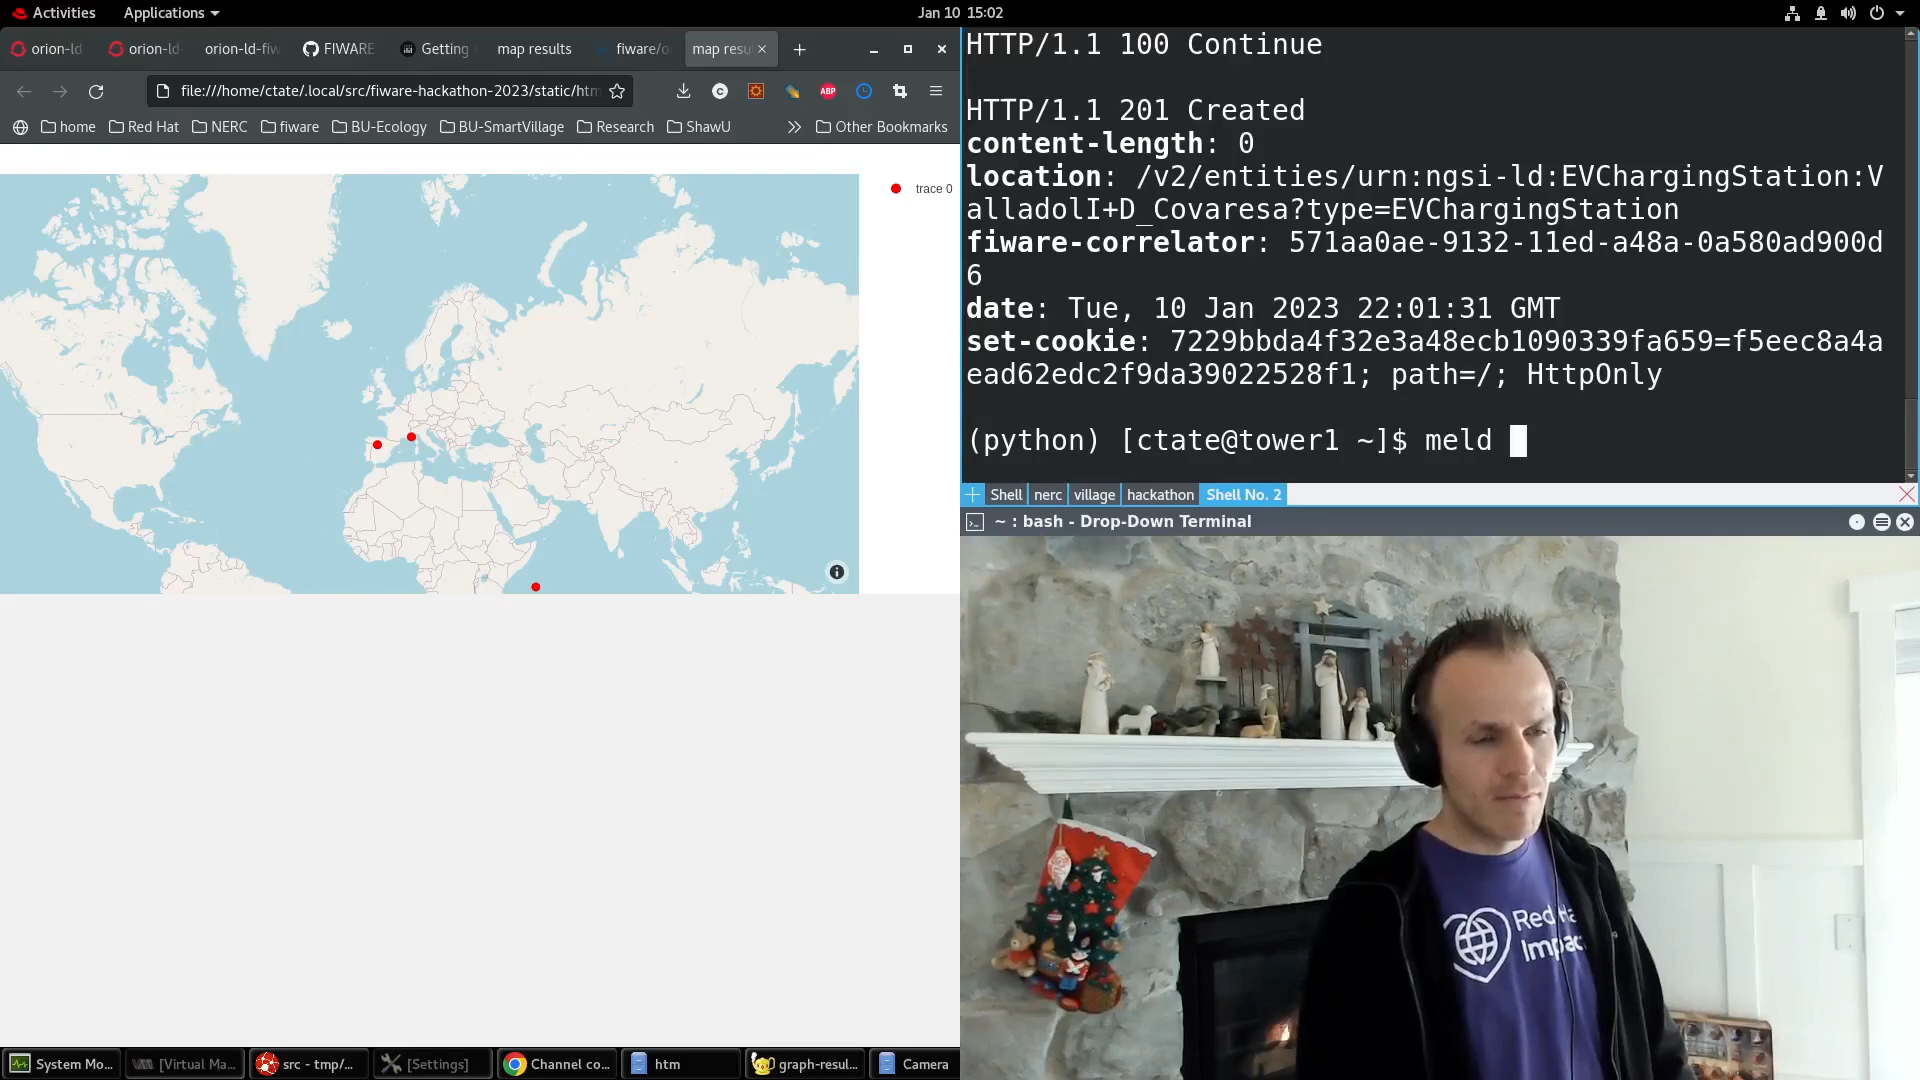 Activities
Applications
Jan 10 15:02
orion-ld
orion-ld-
orion-ld-fiw
FIWARE
Getting
map results
fiware/o
map resu
file:///home/ctate/.local/src/fiware-hackathon-2023/static/htm
home
Red Hat
NERC
fiware
BU-Ecology
BU-SmartVillage
Research
ShawU
Other Bookmarks
ABP
trace 0
HTTP/1.1 100 Continue
HTTP/1.1 201 Created
content-length: 0
location: /v2/entities/urn:ngsi-ld:EVChargingStation:V
alladolI+D_Covaresa?type=EVChargingStation
fiware-correlator: 571aa0ae-9132-11ed-a48a-0a580ad900d
6
date: Tue, 10 Jan 2023 22:01:31 GMT
set-cookie: 7229bbda4f32e3a48ecb1090339fa659=f5eec8a4a
ead62edc2f9da39022528f1; path=/; HttpOnly
(python) [ctate@tower1 ~]$ meld
Shell
nerc
village
hackathon
Shell No. 2
~ : bash - Drop-Down Terminal
Red Ha
Impac
System Mo...
[Virtual Ma...
src - tmp/...
[Settings]
Channel co...
htm
graph-resul...
Camera